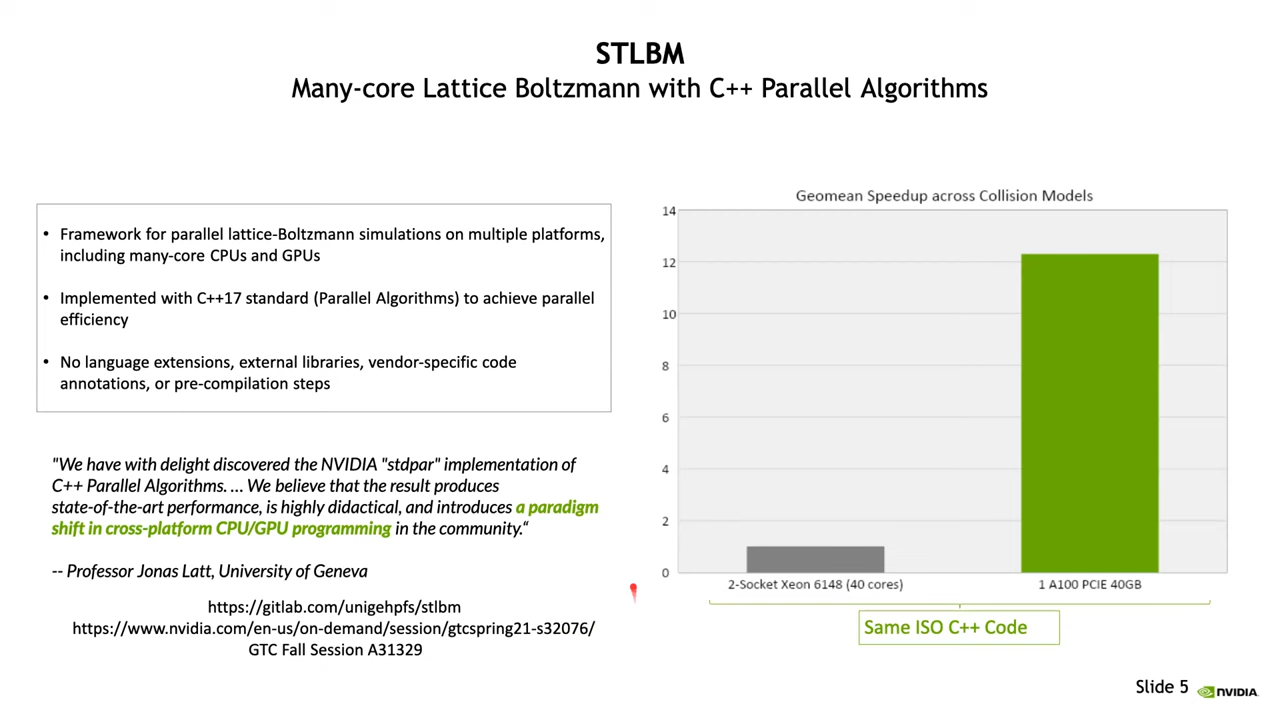 STLBM
Many-core Lattice Boltzmann with C++ Parallel Algorithms
• Framework for parallel lattice-Boltzmann simulations on multiple platforms,
including many-core CPUs and GPUs
• Implemented with C++17 standard (Parallel Algorithms) to achieve parallel
efficiency
• No language extensions, external libraries, vendor-specific code
annotations, or pre-compilation steps
"We have with delight discovered the NVIDIA "stdpar" implementation of
C++ Parallel Algorithms. … We believe that the result produces
state-of-the-art performance, is highly didactical, and introduces a paradigm
shift in cross-platform CPU/GPU programming in the community.“
-- Professor Jonas Latt, University of Geneva
https://gitlab.com/unigehpfs/stlbm
https://www.nvidia.com/en-us/on-demand/session/gtcspring21-s32076/
GTC Fall Session A31329
Geomean Speedup across Collision Models
14
12
10
8
6
4
2
0
2-Socket Xeon 6148 (40 cores)
1 A100 PCIE 40GB
Same ISO C++ Code
Slide 5
NVIDIA